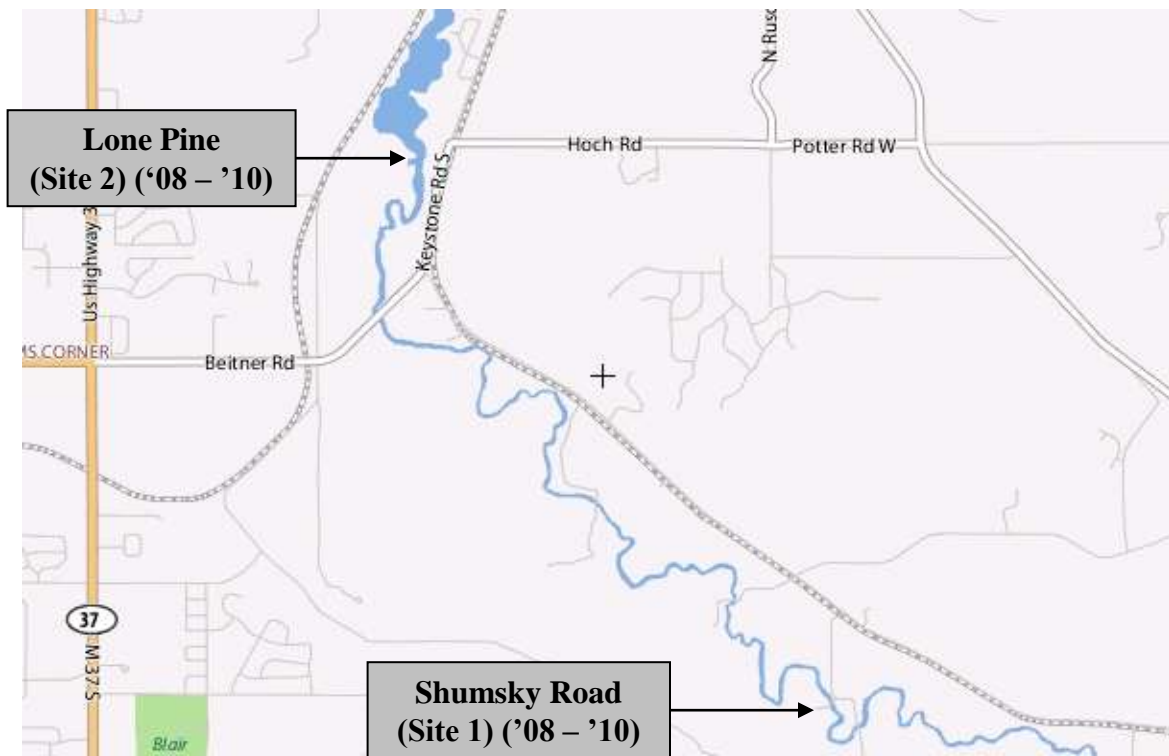 N Rusc
Lone Pine
(Site 2) (‘08 – ’10)
Hoch Rd
Potter Rd W
Keystone Rd S
Us Highway 3
MS CORNER
Beitner Rd
37
M 37 S
Shumsky Road
(Site 1) (’08 – ’10)
Blair